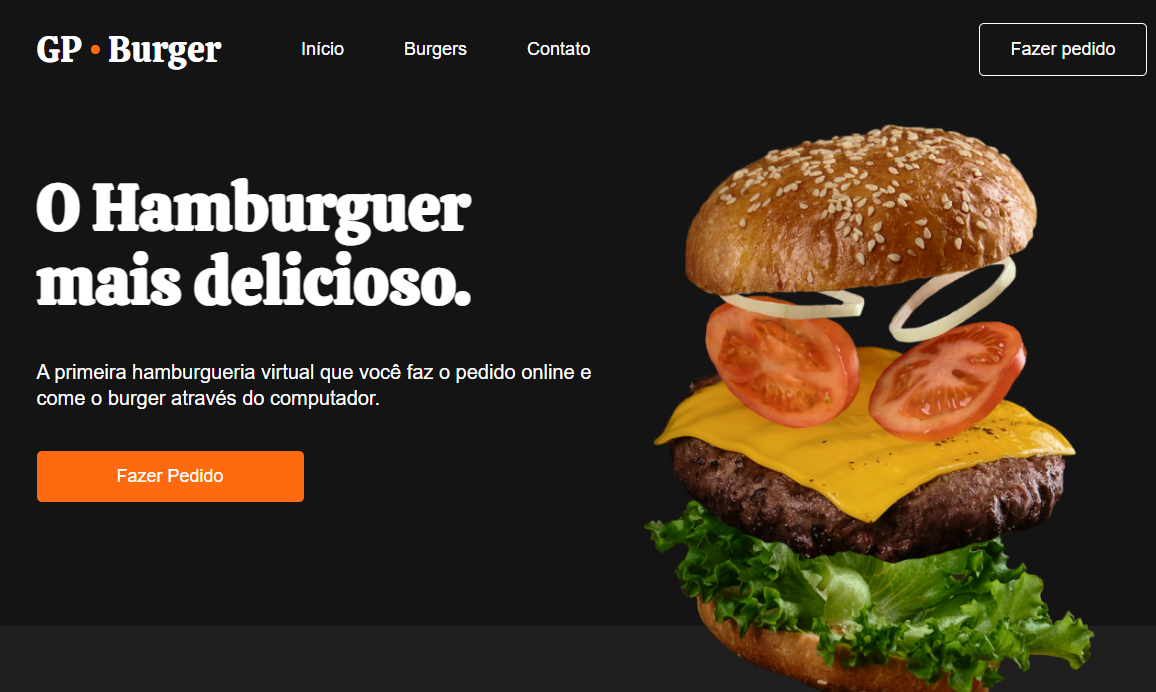 GP • Burger
Início
Burgers
Contato
Fazer pedido
O Hamburguer
mais delicioso.
A primeira hamburgueria virtual que você faz o pedido online e
come o burger através do computador.
Fazer Pedido